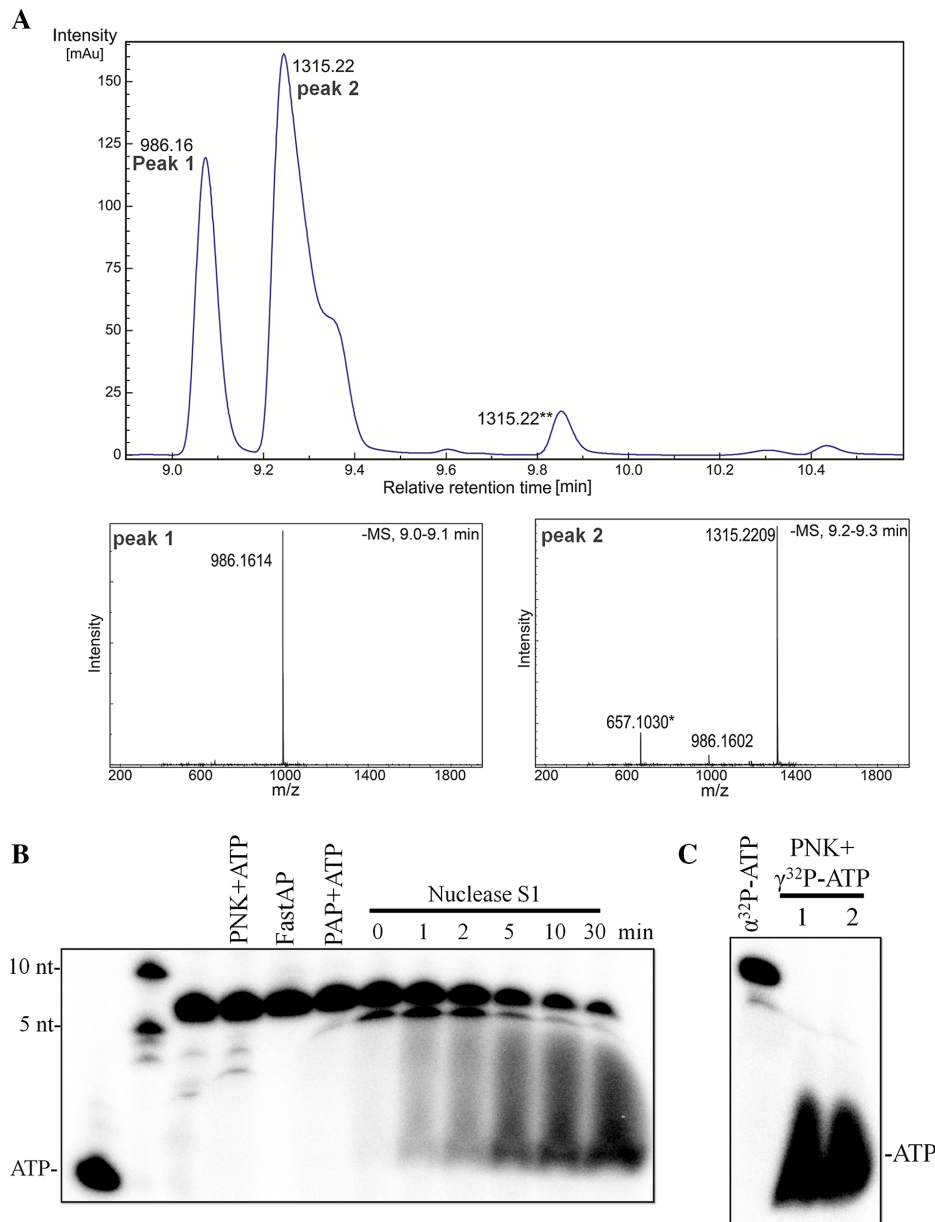 A
Intensity
[mAu]
1315.22
peak 2
986.16
Peak 1
1315.22**
150
125
100
75
50
25
0
9.0 9.2 9.4 9.6 9.8 10.0 10.2 10.4
Relative retention time [min]
peak 1
-MS, 9.0-9.1 min
986.1614
Intensity
200 600 1000 1400 1800
m/z
peak 2
1315.2209
-MS, 9.2-9.3 min
657.1030*
986.1602
Intensity
200 600 1000 1400 1800
m/z
B
PNK+ATP
FastAP
PAP+ATP
Nuclease S1
0 1 2 5 10 30 min
10 nt-
5 nt-
ATP-
C
α³²P-ATP
PNK+
γ³²P-ATP
1 2
-ATP